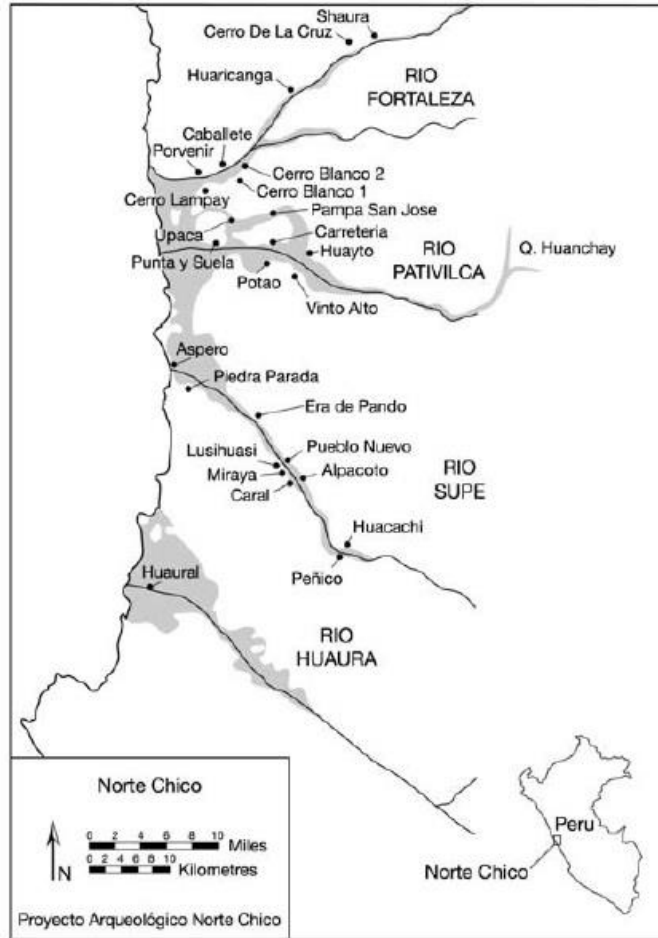 Shaura
Cerro De La Cruz
Huaricanga
RIO
FORTALEZA
Caballete
Porvenir
Cerro Blanco 2
Cerro Blanco 1
Cerro Lampay
Pampa San Jose
Upaca
Carreteria
Huayto
RIO
PATIVILCA
Q. Huanchay
Punta y Suela
Potao
Vinto Alto
Aspero
Piedra Parada
Era de Pando
Lusihuasi
Pueblo Nuevo
Miraya
Alpacoto
Caral
RIO
SUPE
Huacachi
Peñico
Huaural
RIO
HUAURA
Norte Chico
0 2 4 6 8 10
Miles
0 2 4 6 8 10
Kilometres
N
Proyecto Arqueológico Norte Chico
Peru
Norte Chico